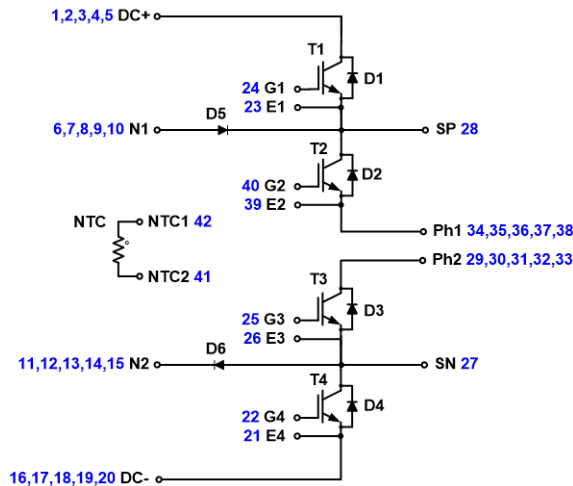 1,2,3,4,5 DC+
T1
D1
24 G1
23 E1
D5
6,7,8,9,10 N1
SP 28
T2
D2
40 G2
39 E2
NTC
NTC1 42
Ph1 34,35,36,37,38
Ph2 29,30,31,32,33
NTC2 41
T3
D3
25 G3
26 E3
D6
11,12,13,14,15 N2
SN 27
T4
D4
22 G4
21 E4
16,17,18,19,20 DC-